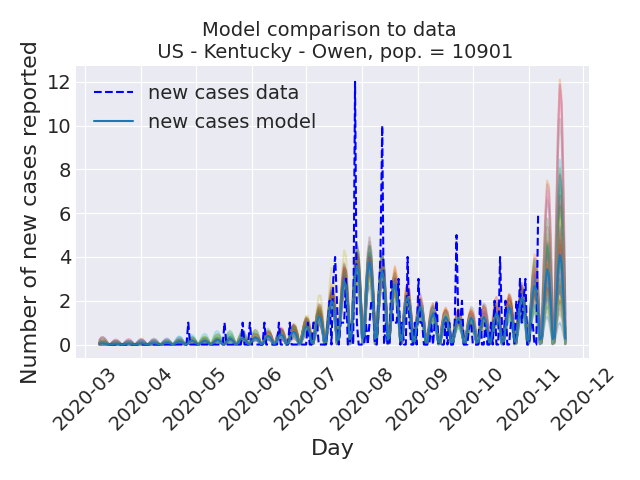 Model comparison to data
US - Kentucky - Owen, pop. = 10901
Number of new cases reported
12
10
8
6
4
2
0
new cases data
new cases model
2020-03
2020-04
2020-05
2020-06
2020-07
2020-08
2020-09
2020-10
2020-11
2020-12
Day